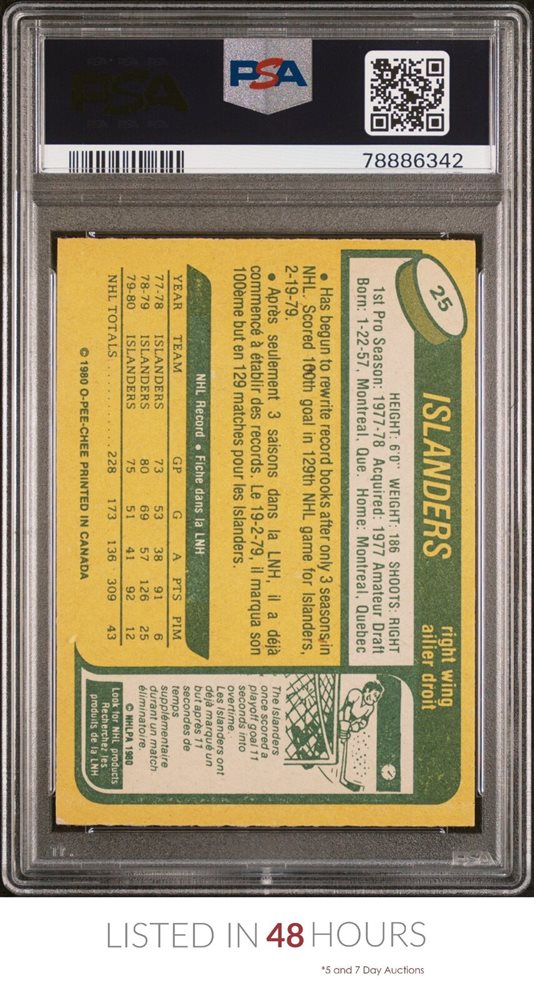 PSA
PSA
78886342
25
ISLANDERS
right wing
ailier droit
HEIGHT: 6'0" WEIGHT: 186 SHOOTS: RIGHT
1st Pro Season: 1977-78 Acquired: 1977 Amateur Draft
Born: 1-22-57, Montreal, Que. Home: Montreal, Quebec
• Has begun to rewrite record books after only 3 seasons in
NHL. Scored 100th goal in 129th NHL game for Islanders,
2-19-79.
• Après seulement 3 saisons dans la LNH, il a déjà
commencé à établir des records. Le 19-2-79, il marqua son
100ème but en 129 matches pour les Islanders.
NHL Record • Fiche dans la LNH
YEAR TEAM GP G A PTS PIM
77-78 ISLANDERS 73 53 38 91 6
78-79 ISLANDERS 80 69 57 126 25
79-80 ISLANDERS 75 51 41 92 12
NHL TOTALS . . . . . . . . . . . . 228 173 136 309 43
© 1980 O-PEE-CHEE PRINTED IN CANADA
The Islanders
once scored a
playoff goal 11
seconds into
overtime.
Les Islanders ont
déjà marqué un
but après 11
secondes de
temps
supplémentaire
durant un match
éliminatoire.
© NHLPA 1980
Look for NHL products
Recherchez les
produits de la LNH
PSA
LISTED IN 48 HOURS
*5 and 7 Day Auctions